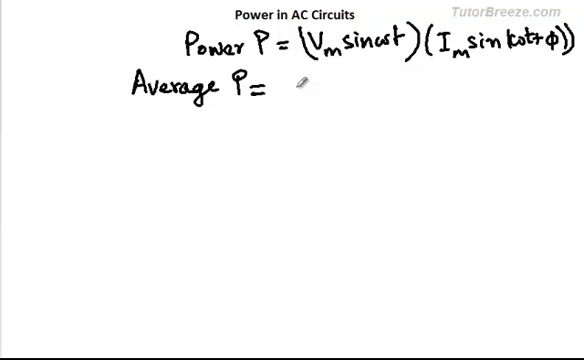 Power in AC Circuits
TutorBreeze.com
Power P = (Vm sinωt) (Im sin(ωt+ϕ))
Average P =